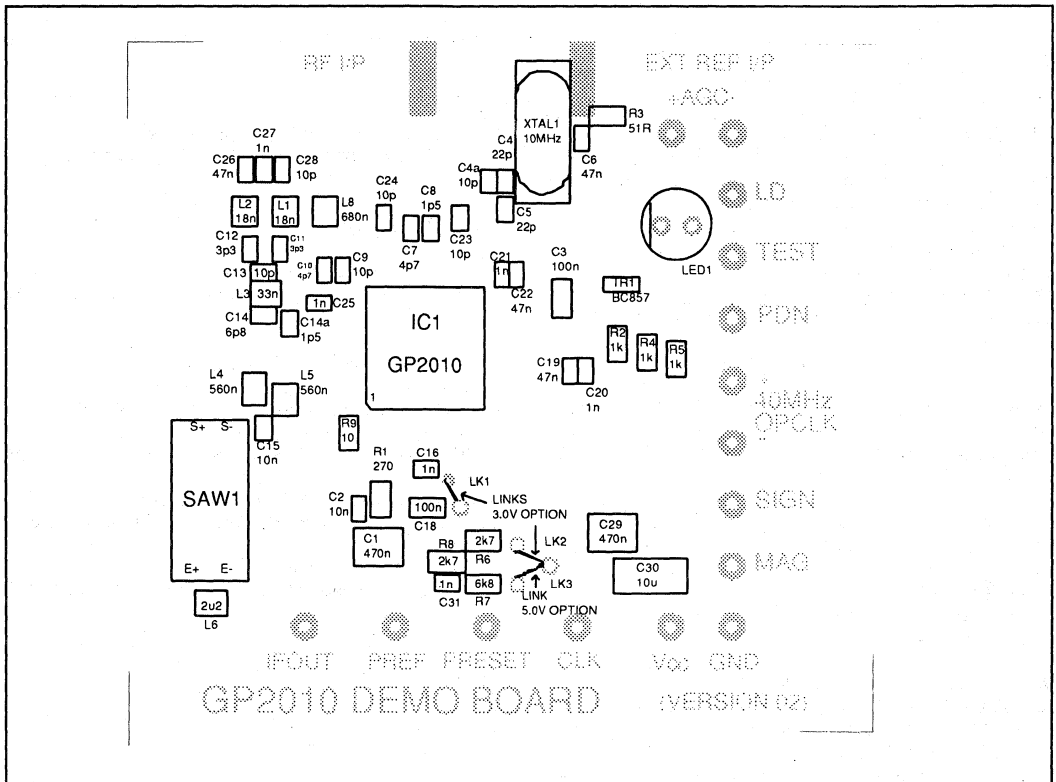 RF I/P
EXT REF I/P
+AGC-
XTAL1
10MHz
R3
51R
C4
22p
C6
47n
C27
1n
C26
47n
C28
10p
C4a
10p
L2
18n
L1
18n
L8
680n
C24
10p
C8
1p5
C5
22p
LD
C12
3p3
C11
3p3
C7
4p7
C23
10p
LED1
TEST
C13
10p
C10
4p7
C9
10p
C21
1n
C22
47n
C3
100n
TR1
BC857
L3
33n
1n
C25
C14
6p8
C14a
1p5
IC1
GP2010
1
R2
1k
R4
1k
R5
1k
PDN
C19
47n
C20
1n
L4
560n
L5
560n
40MHz
OPCLK
S+ S-
C15
10n
R9
10
SAW1
R1
270
C16
1n
LK1
LINKS
3.0V OPTION
SIGN
C2
10n
100n
C18
C1
470n
2k7
R6
R8
2k7
LK2
C29
470n
MAG
E+ E-
1n
C31
6k8
R7
LK3
LINK
5.0V OPTION
C30
10u
2u2
L6
IFOUT PREF PRESET CLK Vcc GND
GP2010 DEMO BOARD (VERSION 02)